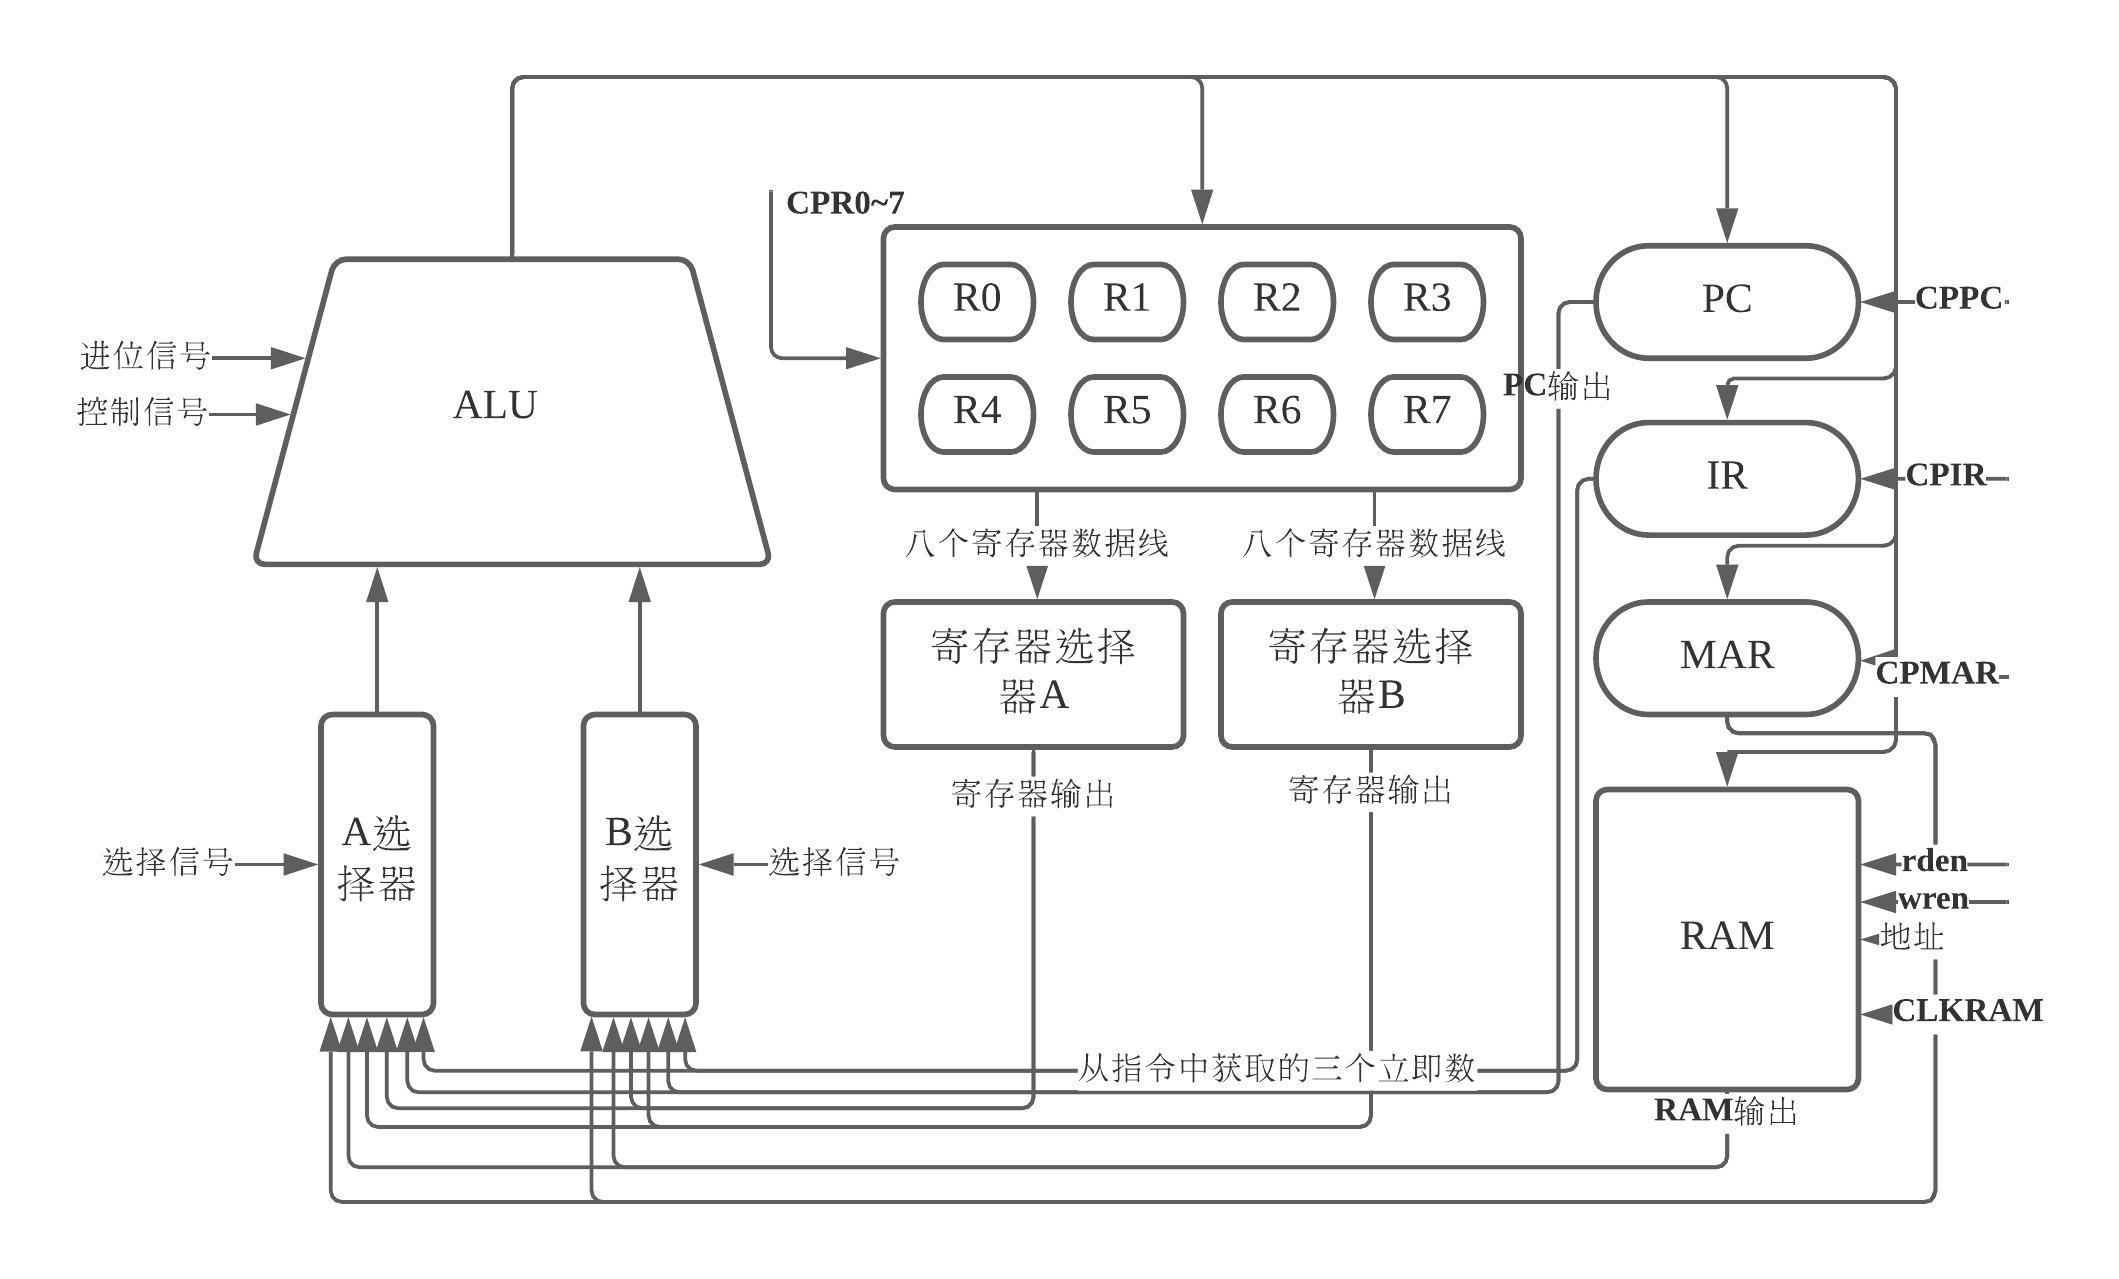 CPR0~7
R0
R1
R2
R3
PC
CPPC
进位信号
控制信号
ALU
R4
R5
R6
R7
PC输出
IR
CPIR
八个寄存器数据线
八个寄存器数据线
寄存器选择
器A
寄存器选择
器B
MAR
CPMAR
寄存器输出
寄存器输出
选择信号
A选
择器
B选
择器
选择信号
RAM
rden
wren
地址
CLKRAM
从指令中获取的三个立即数
RAM输出